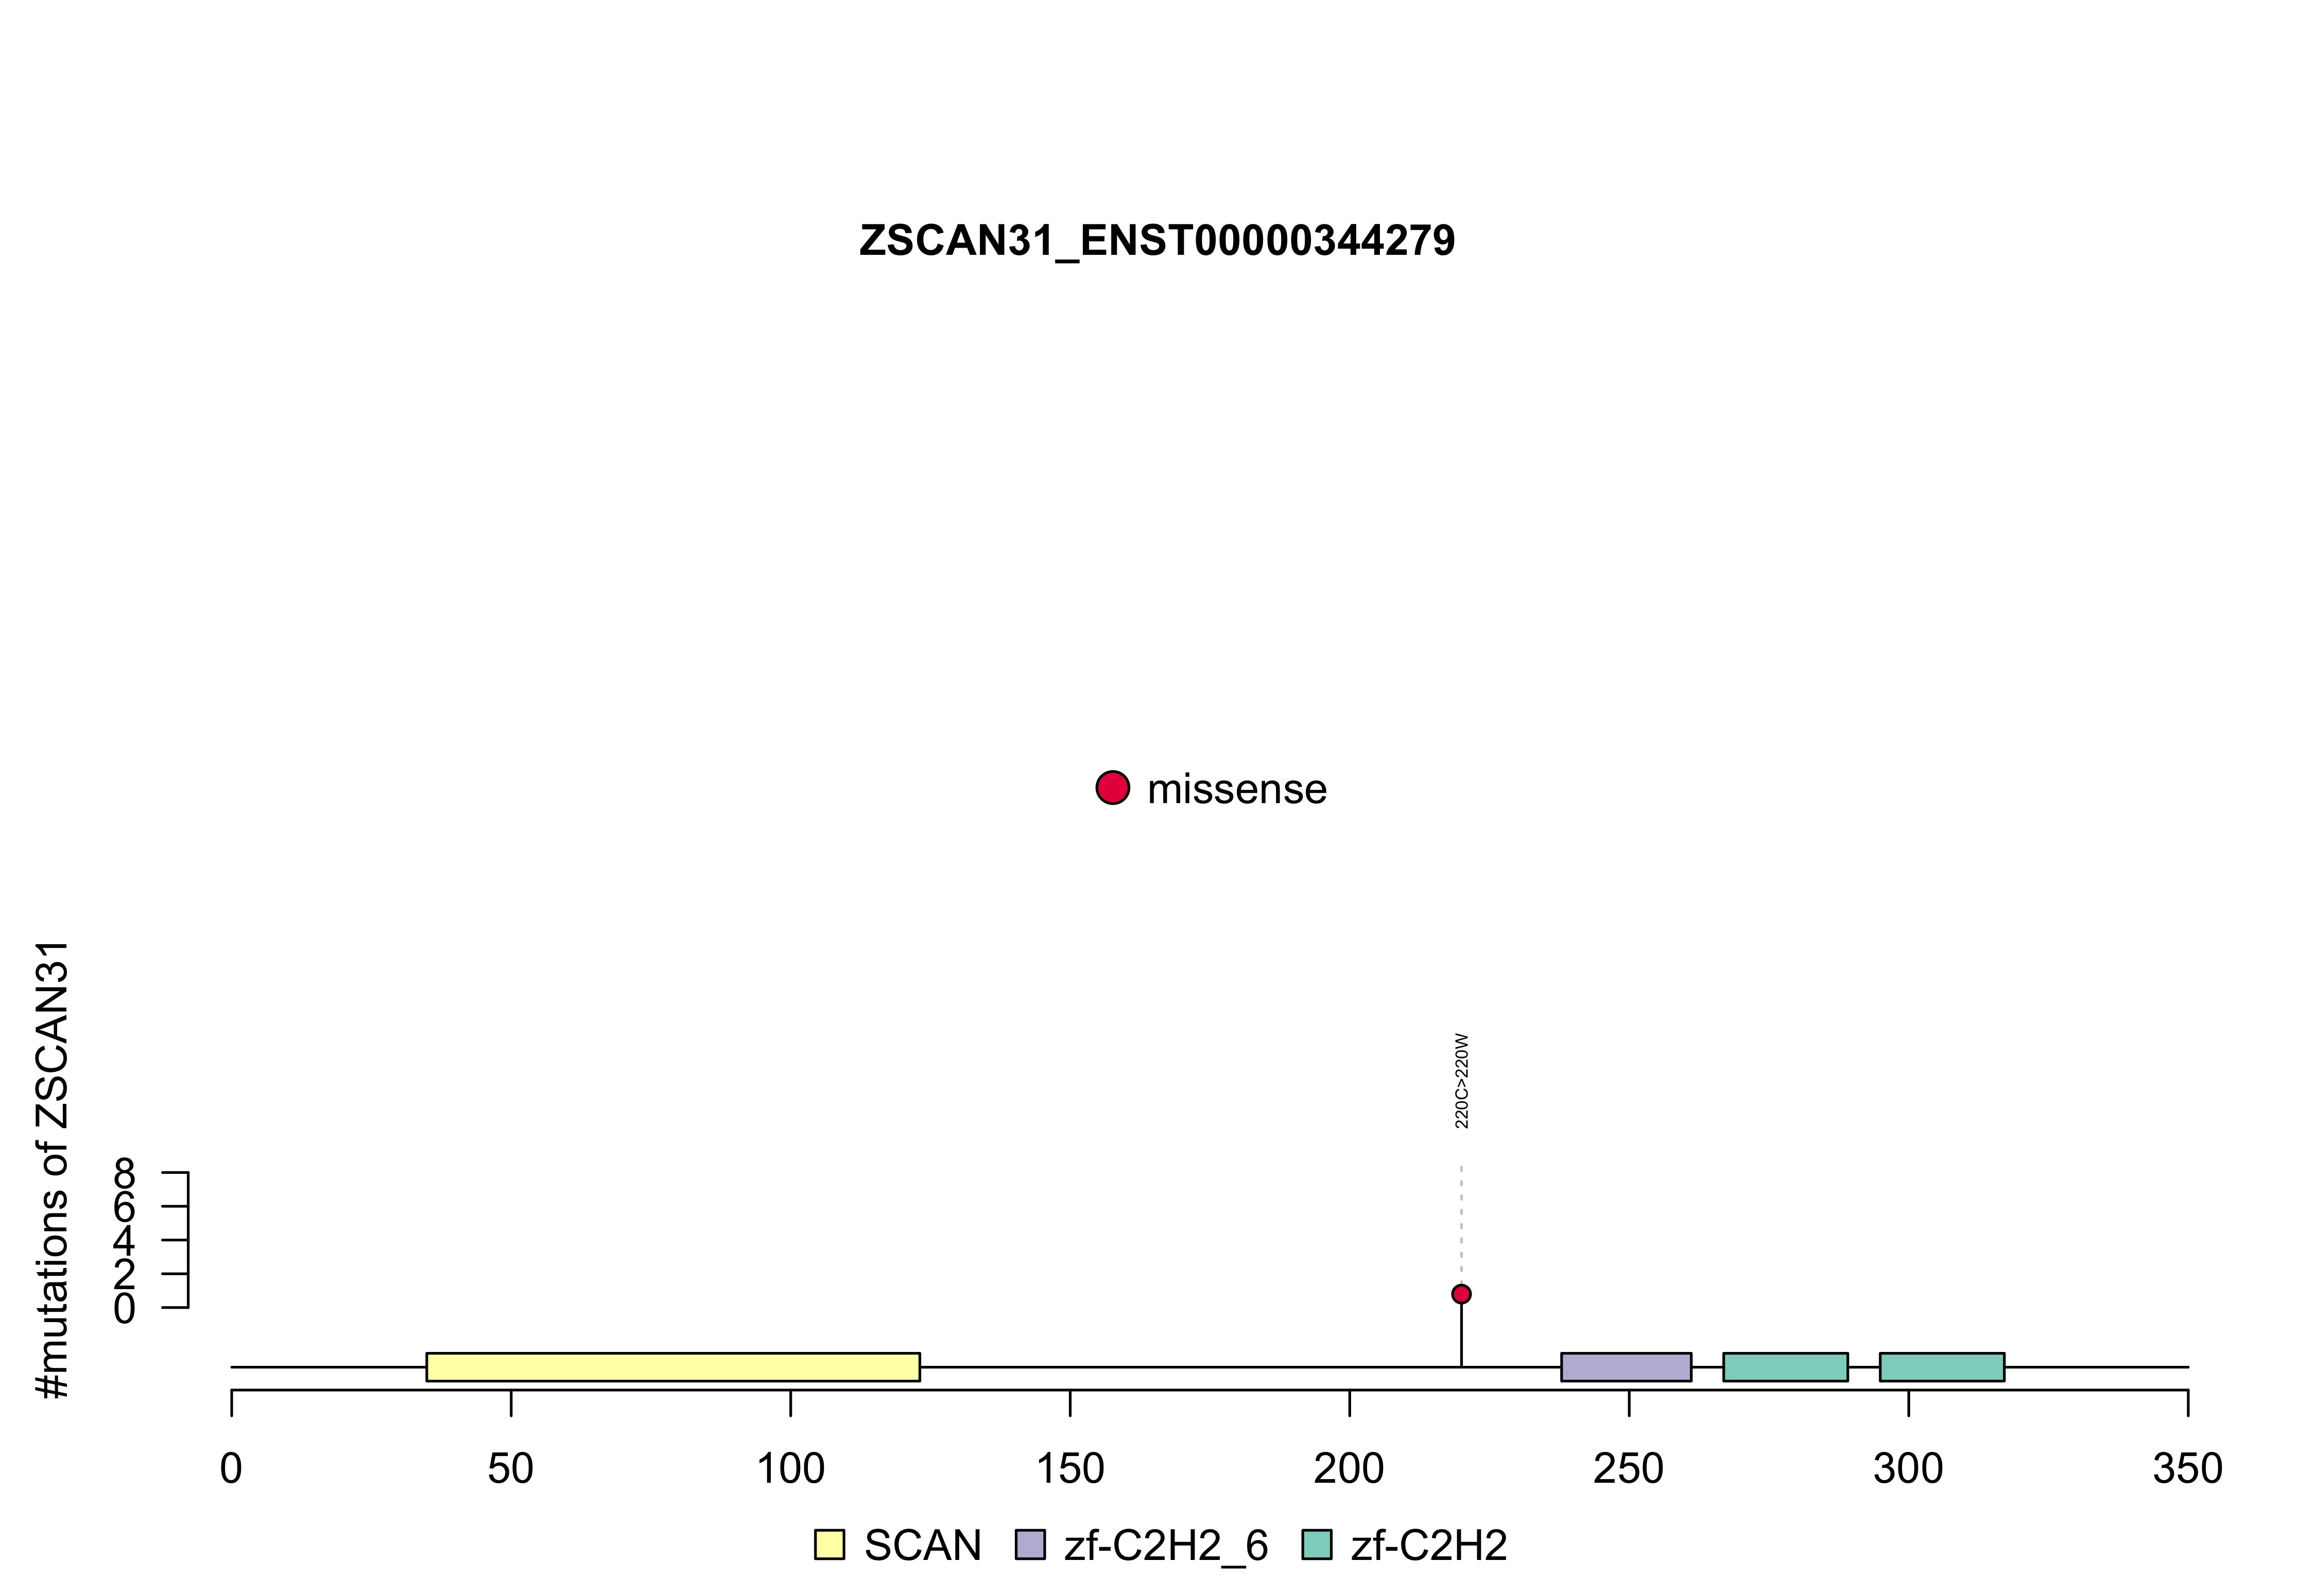 ZSCAN31_ENST00000344279
missense
#mutations of ZSCAN31
220C>220W
8
6
4
2
0
0 50 100 150 200 250 300 350
SCAN zf-C2H2_6 zf-C2H2